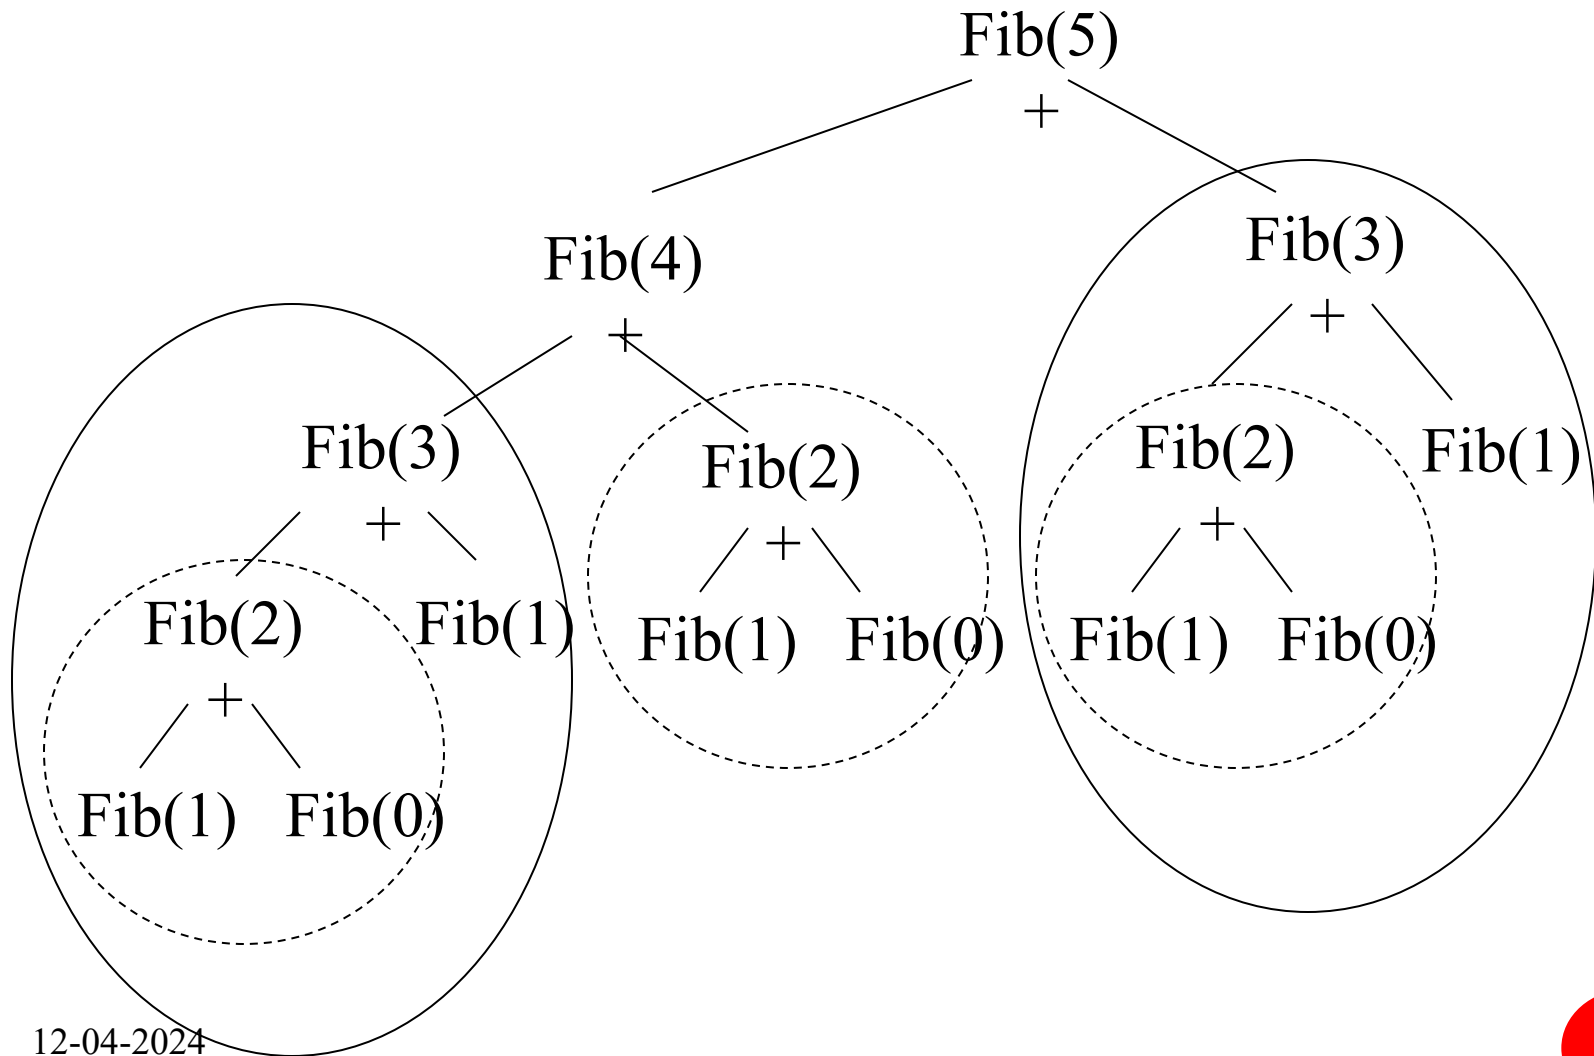 Fib(5)
+
Fib(4)
Fib(3)
+
+
Fib(3)
Fib(2)
Fib(2)
Fib(1)
+
+
+
Fib(2)
Fib(1)
Fib(1)
Fib(0)
Fib(1)
Fib(0)
+
Fib(1)
Fib(0)
12-04-2024